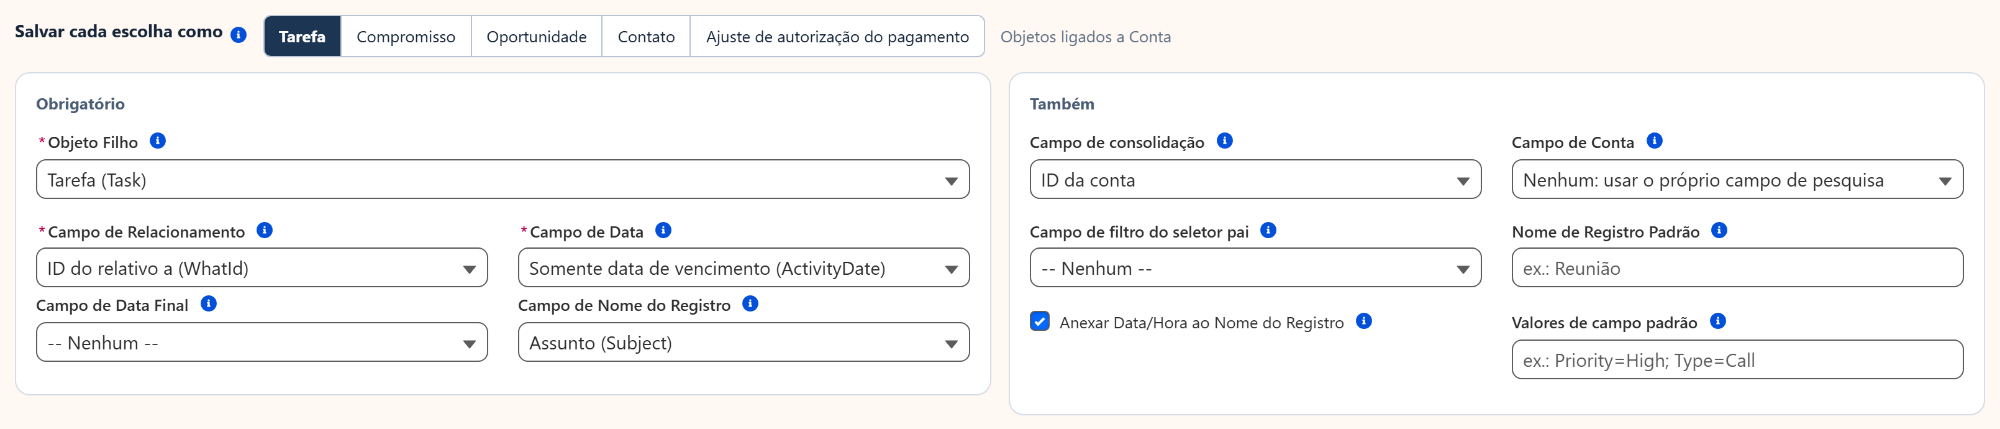 Salvar cada escolha como
Tarefa
Compromisso
Oportunidade
Contato
Ajuste de autorização do pagamento
Objetos ligados a Conta
Obrigatório
* Objeto Filho
Tarefa (Task)
* Campo de Relacionamento
* Campo de Data
ID do relativo a (WhatId)
Somente data de vencimento (ActivityDate)
Campo de Data Final
Campo de Nome do Registro
-- Nenhum --
Assunto (Subject)
Também
Campo de consolidação
Campo de Conta
ID da conta
Nenhum: usar o próprio campo de pesquisa
Campo de filtro do seletor pai
Nome de Registro Padrão
-- Nenhum --
ex.: Reunião
Anexar Data/Hora ao Nome do Registro
Valores de campo padrão
ex.: Priority=High; Type=Call